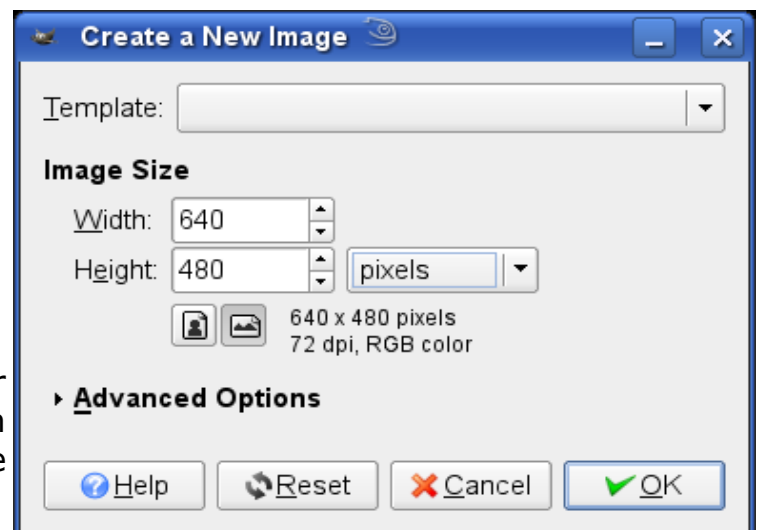 Create a New Image
Template:
Image Size
Width: 640
Height: 480 pixels
640 x 480 pixels
72 dpi, RGB color
r
Advanced Options
n
e
Help Reset Cancel OK